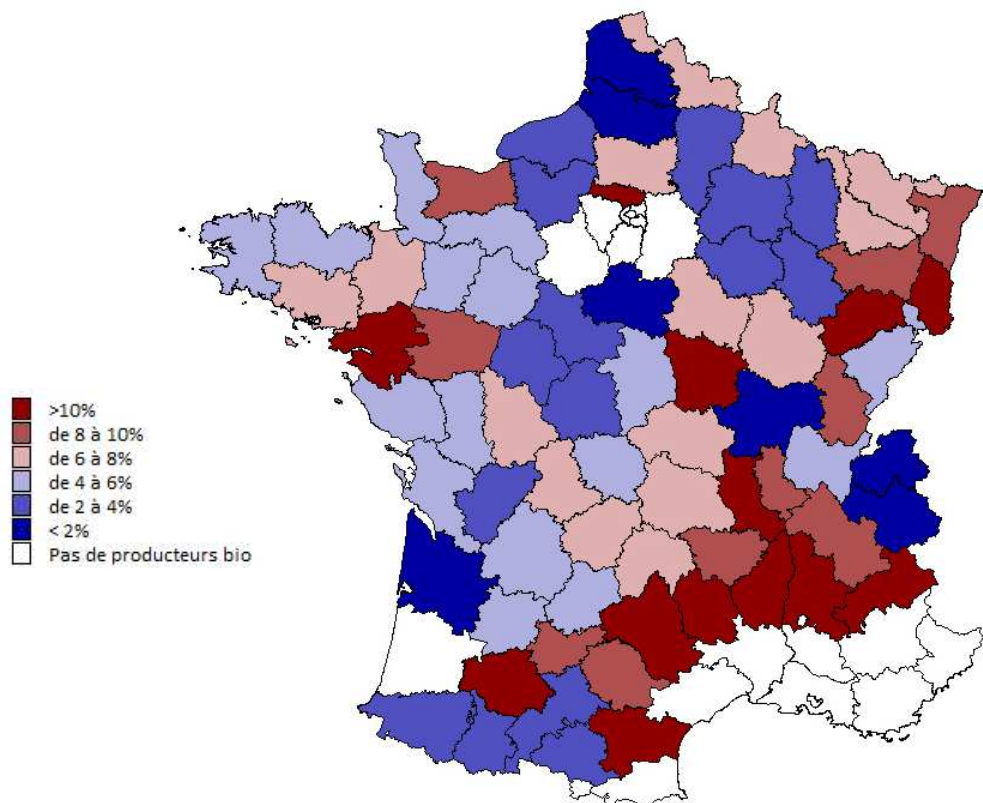 >10%
de 8 à 10%
de 6 à 8%
de 4 à 6%
de 2 à 4%
< 2%
Pas de producteurs bio